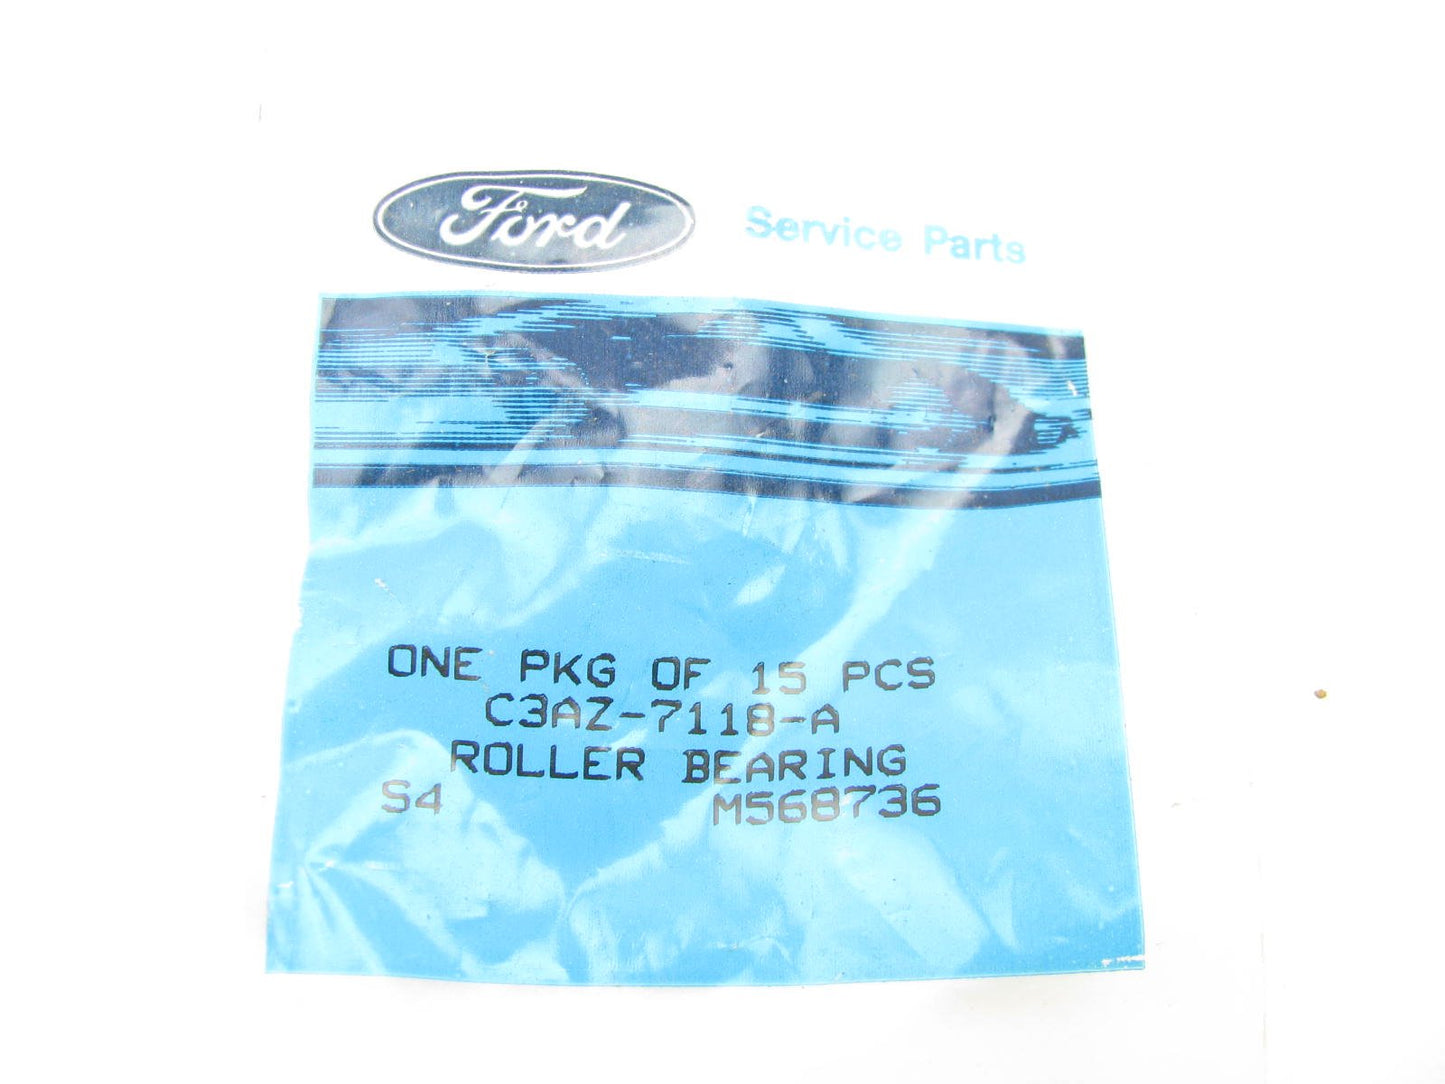 Ford Service Parts
ONE PKG OF 15 PCS
C3AZ-7118-A
ROLLER BEARING
S4 M568736